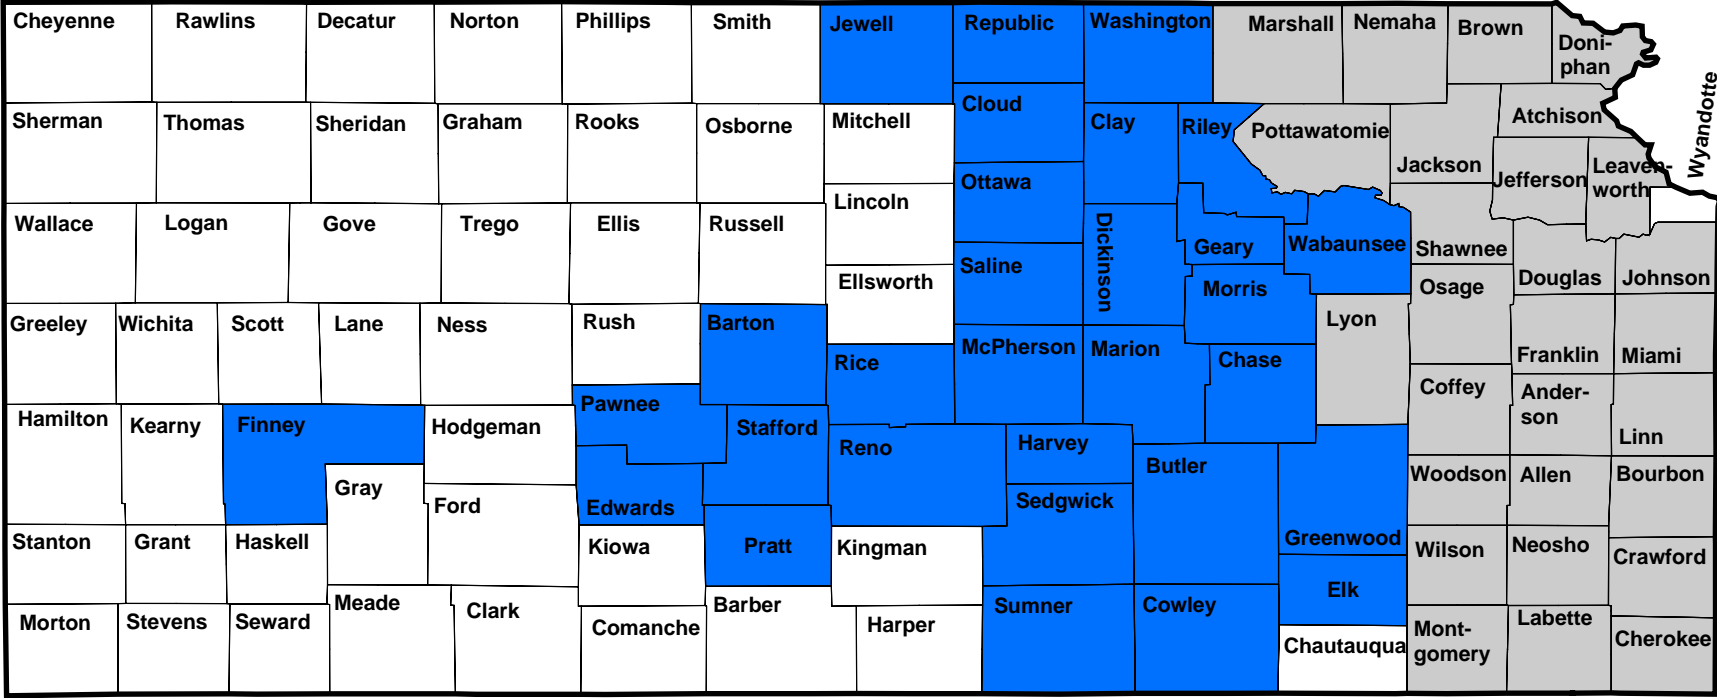 Cheyenne
Rawlins
Decatur
Norton
Phillips
Smith
Jewell
Republic
Washington
Marshall
Nemaha
Brown
Doni-
phan
Sherman
Thomas
Sheridan
Graham
Rooks
Osborne
Mitchell
Cloud
Clay
Riley
Pottawatomie
Jackson
Atchison
Jefferson
Leaven-
worth
Wyandotte
Wallace
Logan
Gove
Trego
Ellis
Russell
Lincoln
Ottawa
Dickinson
Geary
Wabaunsee
Shawnee
Douglas
Johnson
Ellsworth
Saline
Morris
Osage
Greeley
Wichita
Scott
Lane
Ness
Rush
Barton
Rice
McPherson
Marion
Chase
Lyon
Franklin
Miami
Hamilton
Kearny
Finney
Hodgeman
Pawnee
Stafford
Reno
Harvey
Butler
Coffey
Ander-
son
Linn
Gray
Ford
Edwards
Sedgwick
Greenwood
Woodson
Allen
Bourbon
Stanton
Grant
Haskell
Kiowa
Pratt
Kingman
Elk
Wilson
Neosho
Crawford
Morton
Stevens
Seward
Meade
Clark
Comanche
Barber
Harper
Sumner
Cowley
Chautauqua
Mont-
gomery
Labette
Cherokee